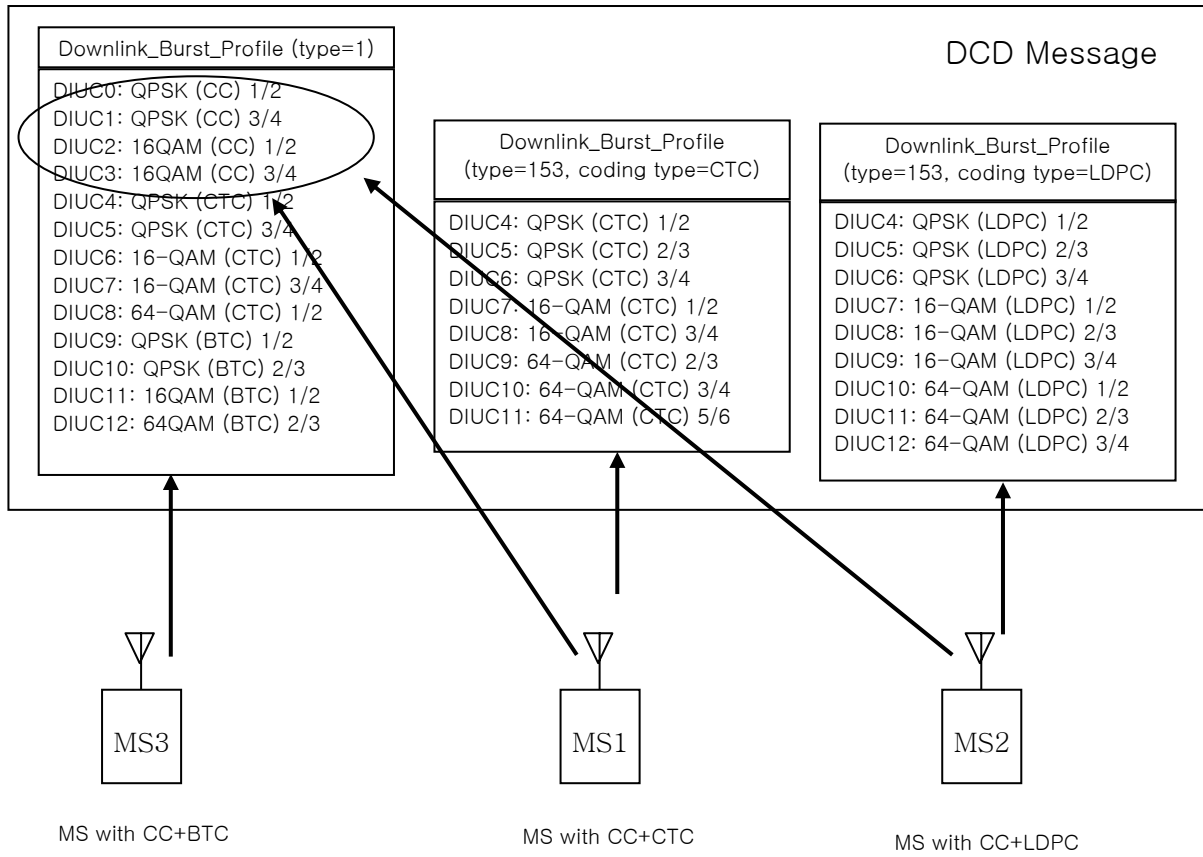 DCD Message
Downlink_Burst_Profile (type=1)
DIUC0: QPSK (CC) 1/2
DIUC1: QPSK (CC) 3/4
DIUC2: 16QAM (CC) 1/2
DIUC3: 16QAM (CC) 3/4
DIUC4: QPSK (CTC) 1/2
DIUC5: QPSK (CTC) 3/4
DIUC6: 16-QAM (CTC) 1/2
DIUC7: 16-QAM (CTC) 3/4
DIUC8: 64-QAM (CTC) 1/2
DIUC9: QPSK (BTC) 1/2
DIUC10: QPSK (BTC) 2/3
DIUC11: 16QAM (BTC) 1/2
DIUC12: 64QAM (BTC) 2/3
Downlink_Burst_Profile
(type=153, coding type=CTC)
DIUC4: QPSK (CTC) 1/2
DIUC5: QPSK (CTC) 2/3
DIUC6: QPSK (CTC) 3/4
DIUC7: 16-QAM (CTC) 1/2
DIUC8: 16-QAM (CTC) 3/4
DIUC9: 64-QAM (CTC) 2/3
DIUC10: 64-QAM (CTC) 3/4
DIUC11: 64-QAM (CTC) 5/6
Downlink_Burst_Profile
(type=153, coding type=LDPC)
DIUC4: QPSK (LDPC) 1/2
DIUC5: QPSK (LDPC) 2/3
DIUC6: QPSK (LDPC) 3/4
DIUC7: 16-QAM (LDPC) 1/2
DIUC8: 16-QAM (LDPC) 2/3
DIUC9: 16-QAM (LDPC) 3/4
DIUC10: 64-QAM (LDPC) 1/2
DIUC11: 64-QAM (LDPC) 2/3
DIUC12: 64-QAM (LDPC) 3/4
MS3
MS1
MS2
MS with CC+BTC
MS with CC+CTC
MS with CC+LDPC